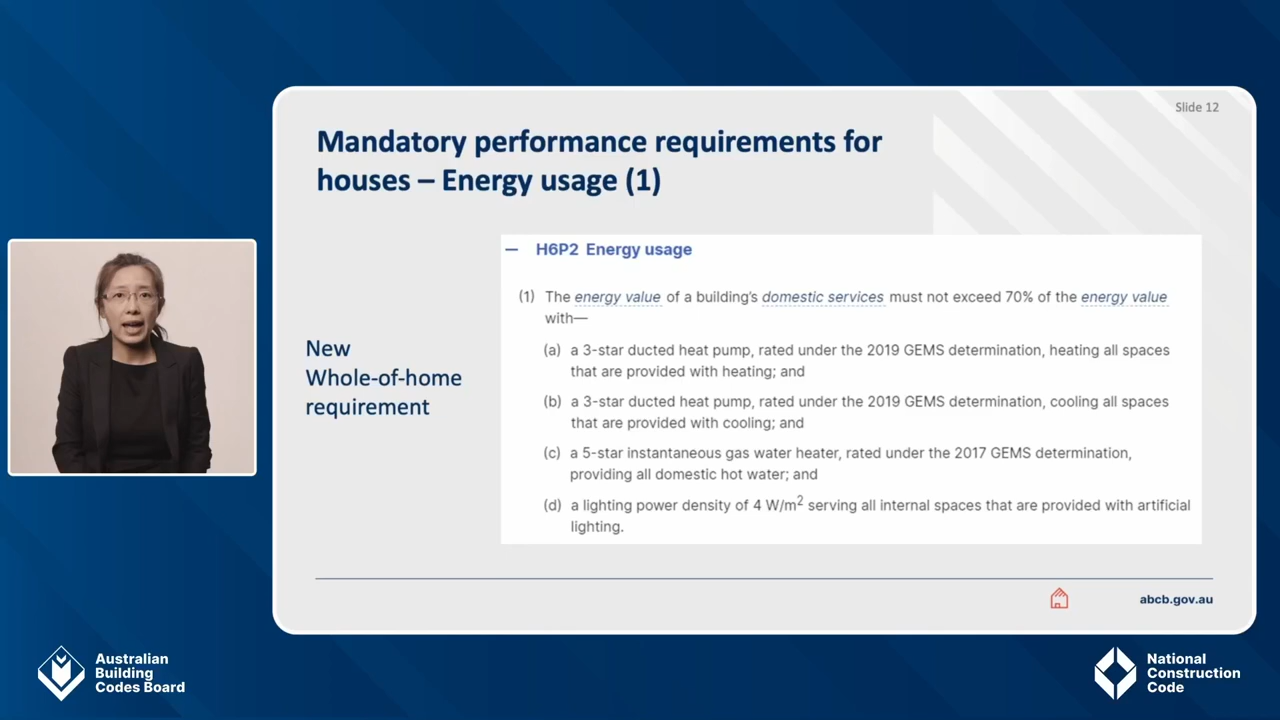 Slide 12
Mandatory performance requirements for
houses – Energy usage (1)
New
Whole-of-home
requirement
— H6P2 Energy usage
(1) The energy value of a building's domestic services must not exceed 70% of the energy value
with—
(a) a 3-star ducted heat pump, rated under the 2019 GEMS determination, heating all spaces
that are provided with heating; and
(b) a 3-star ducted heat pump, rated under the 2019 GEMS determination, cooling all spaces
that are provided with cooling; and
(c) a 5-star instantaneous gas water heater, rated under the 2017 GEMS determination,
providing all domestic hot water; and
(d) a lighting power density of 4 W/m² serving all internal spaces that are provided with artificial
lighting.
abcb.gov.au
Australian
Building
Codes Board
National
Construction
Code